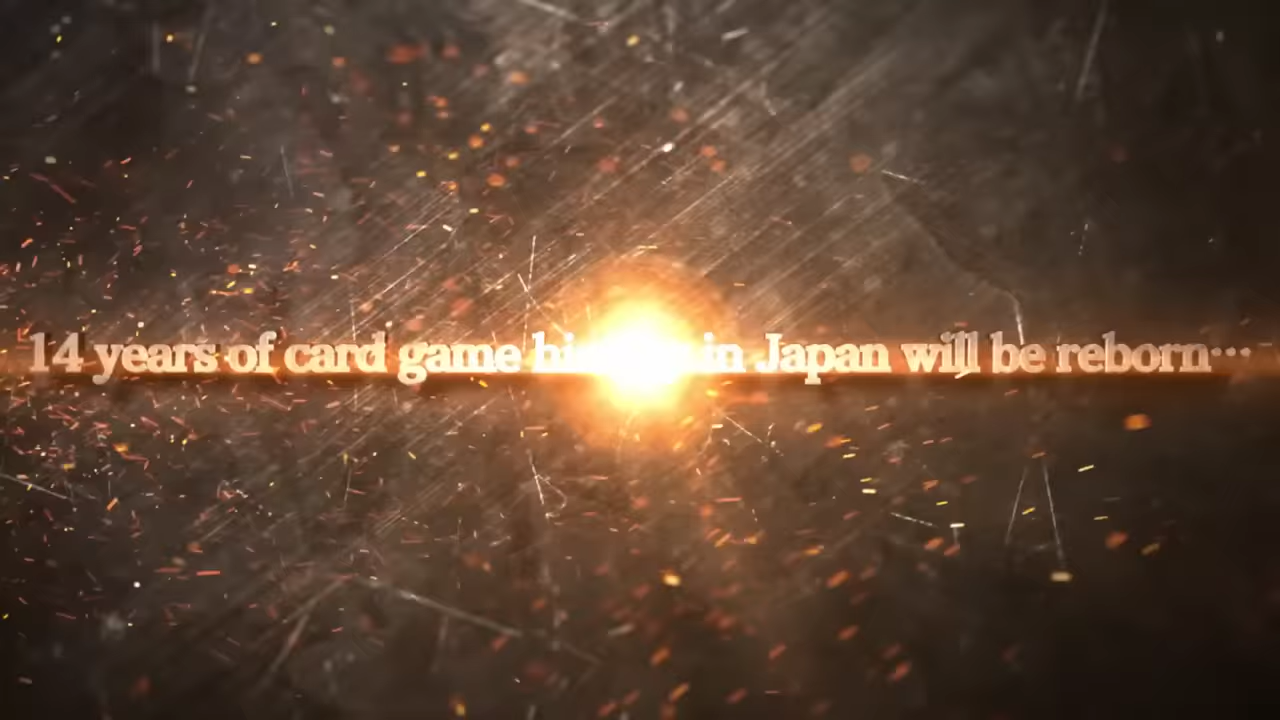 14 years of card game in Japan will be reborn…